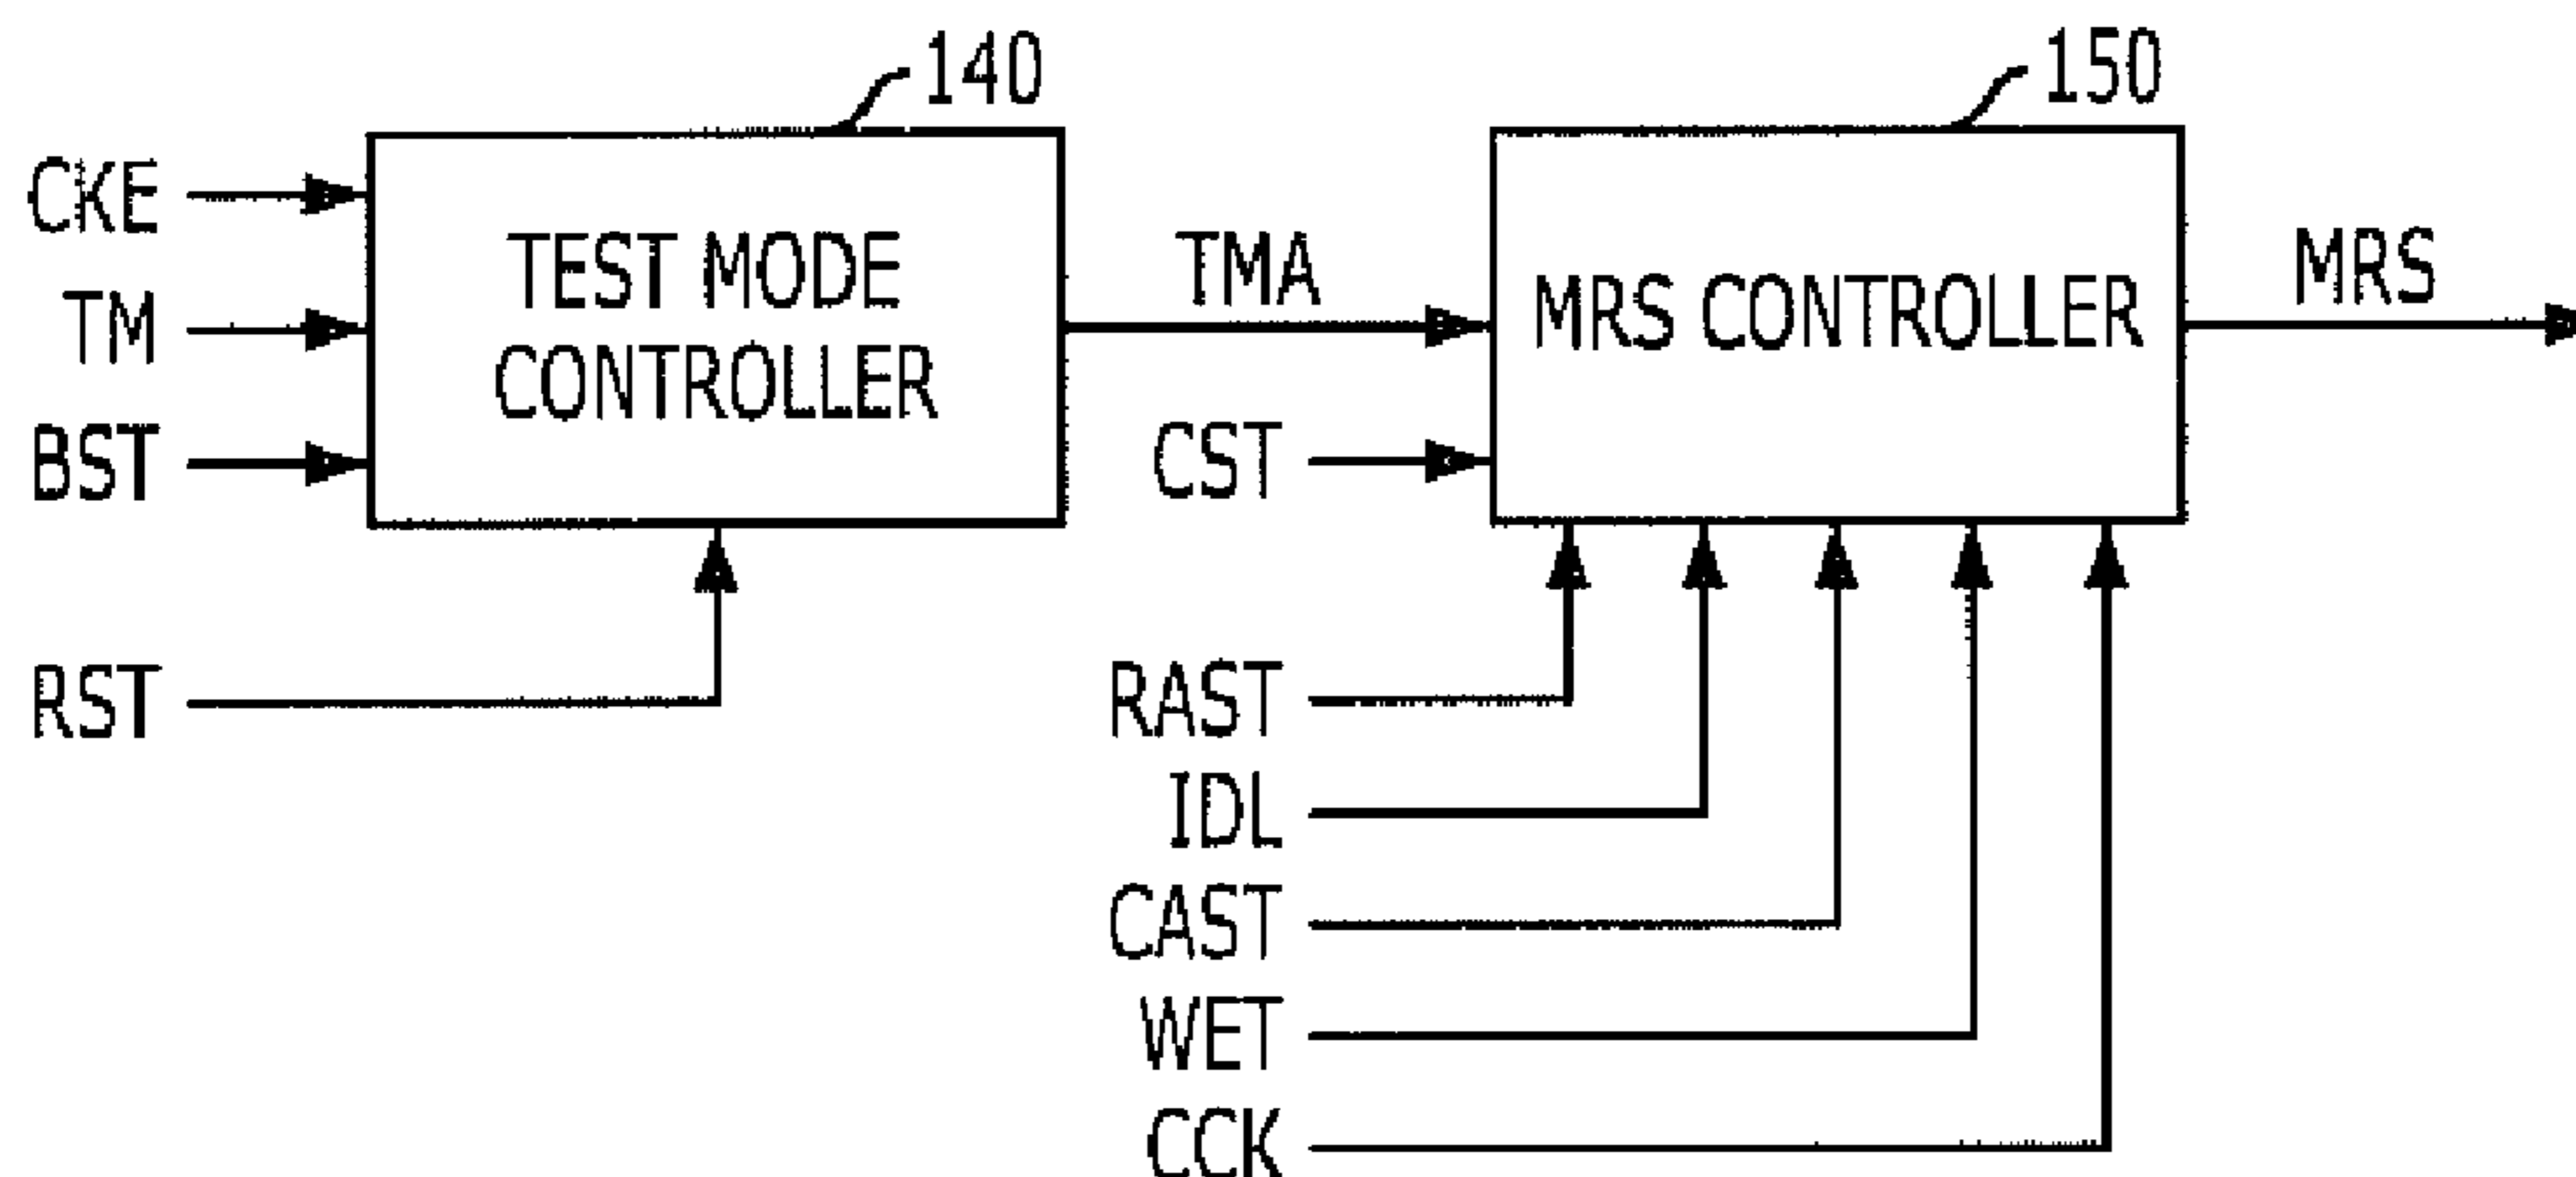 140
150
CKE
TM
BST
RST
TEST MODE
CONTROLLER
TMA
CST
MRS CONTROLLER
MRS
RAST
IDL
CAST
WET
CCK